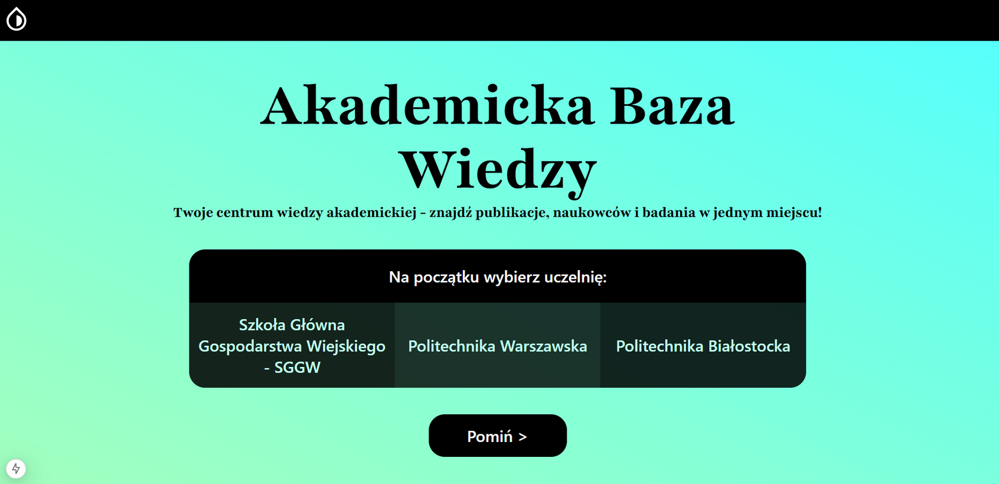 Akademicka Baza
Wiedzy
Twoje centrum wiedzy akademickiej - znajdź publikacje, naukowców i badania w jednym miejscu!
Na początku wybierz uczelnię:
Szkoła Główna
Gospodarstwa Wiejskiego
- SGGW
Politechnika Warszawska
Politechnika Białostocka
Pomiń >